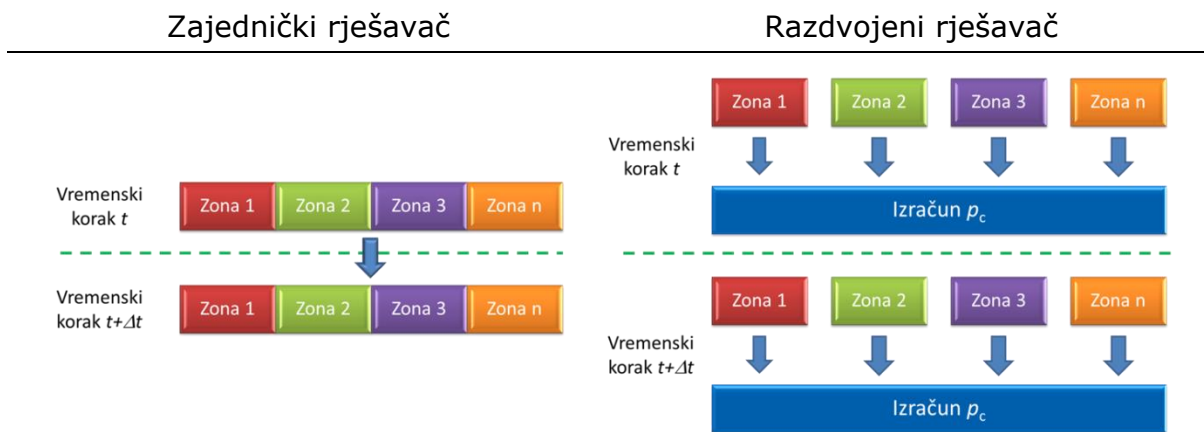 Zajednički rješavač
Vremenski
korak t
Zona 1 Zona 2 Zona 3 Zona n
Vremenski
korak t+Δt
Zona 1 Zona 2 Zona 3 Zona n
Razdvojeni rješavač
Zona 1 Zona 2 Zona 3 Zona n
Vremenski
korak t
Izračun pc
Zona 1 Zona 2 Zona 3 Zona n
Vremenski
korak t+Δt
Izračun pc